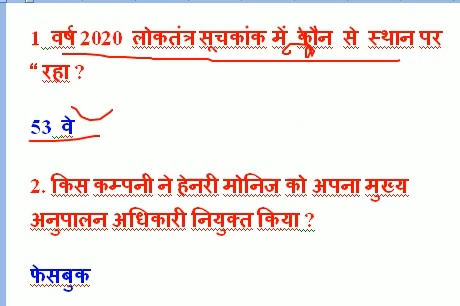 1 वर्ष 2020 लोकतंत्र सूचकांक में कौन से स्थान पर
“ रहा ?
53 वे
2. किस कम्पनी ने हेनरी मोनिज को अपना मुख्य
अनुपालन अधिकारी नियुक्त किया ?
फेसबुक